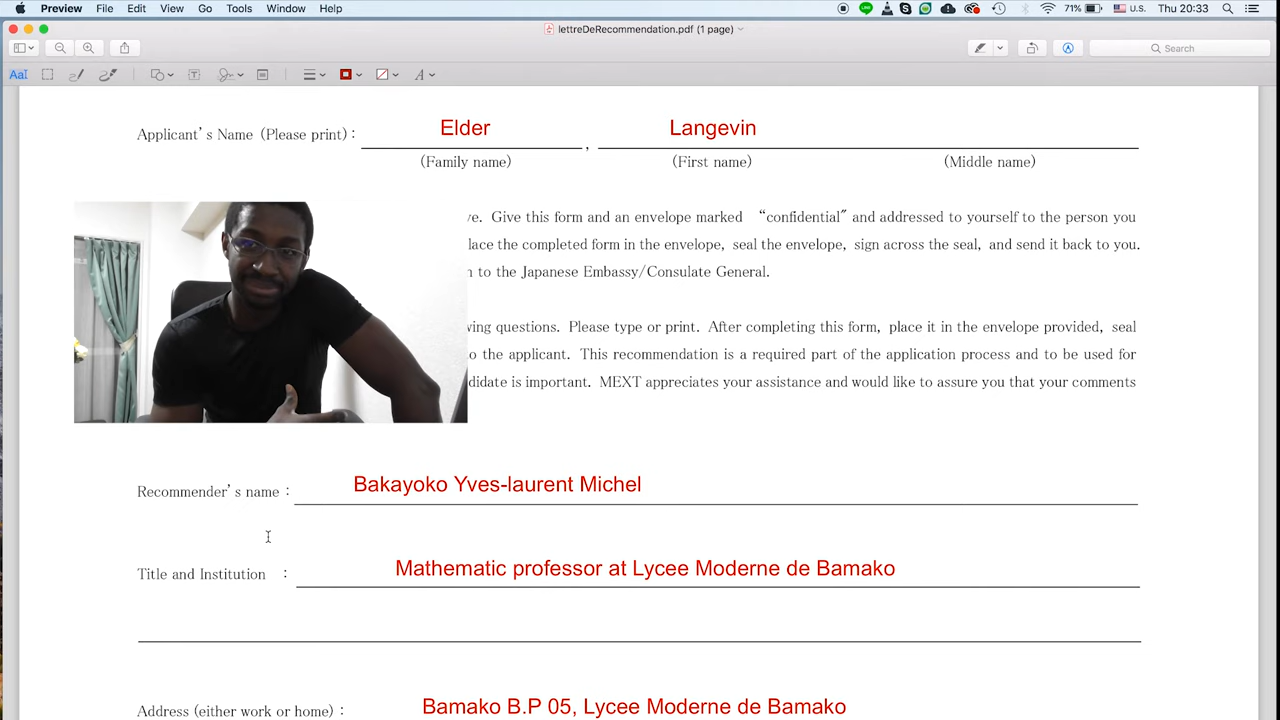 Preview File Edit View Go Tools Window Help 71% U.S. Thu 20:33
lettreDeRecommendation.pdf (1 page)
Search
AaI T A
Applicant's Name (Please print): Elder , Langevin
(Family name) (First name) (Middle name)
Give this form and an envelope marked “confidential” and addressed to yourself to the person you
the completed form in the envelope, seal the envelope, sign across the seal, and send it back to you.
to the Japanese Embassy/Consulate General.
questions. Please type or print. After completing this form, place it in the envelope provided, seal
the applicant. This recommendation is a required part of the application process and to be used for
is important. MEXT appreciates your assistance and would like to assure you that your comments
Recommender's name : Bakayoko Yves-laurent Michel
Title and Institution : Mathematic professor at Lycee Moderne de Bamako
Address (either work or home) : Bamako B.P 05, Lycee Moderne de Bamako